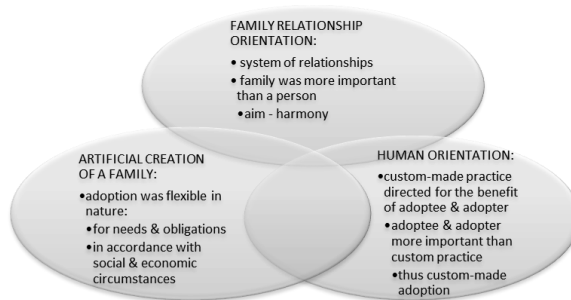 FAMILY RELATIONSHIP
ORIENTATION:
• system of relationships
• family was more important
than a person
•aim - harmony
ARTIFICIAL CREATION
OF A FAMILY:
•adoption was flexible in
nature:
•for needs & obligations
•in accordance with
social & economic
circumstances
HUMAN ORIENTATION:
•custom-made practice
directed for the benefit
of adoptee & adopter
•adoptee & adopter
more important than
custom practice
•thus custom-made
adoption